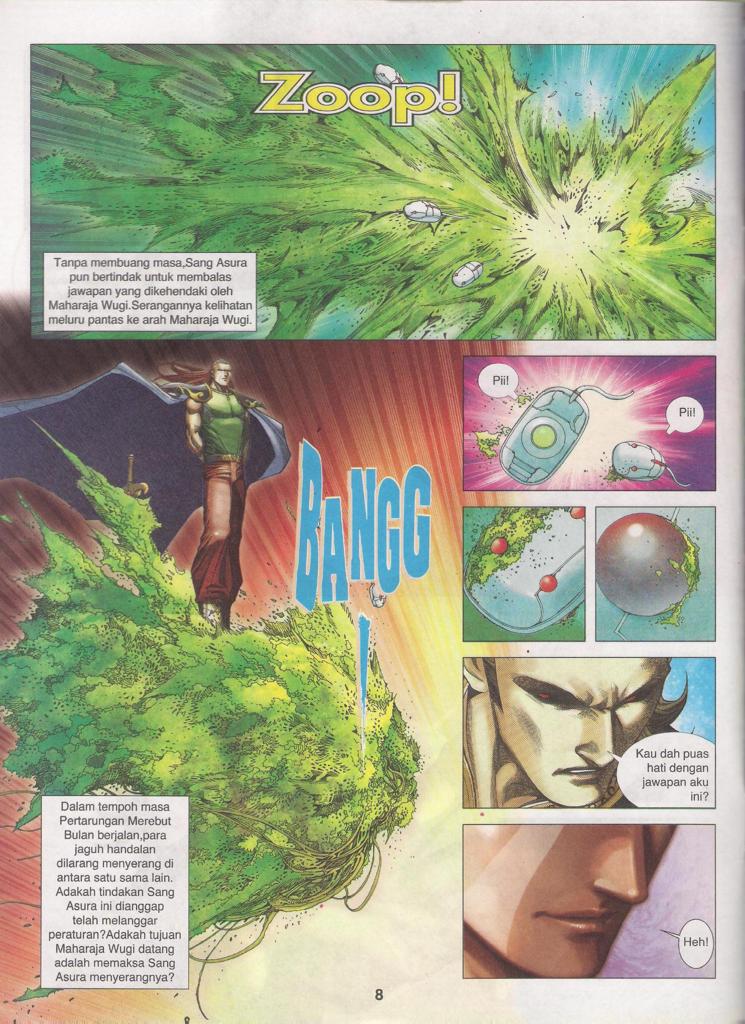 Zoop!
Tanpa membuang masa,Sang Asura
pun bertindak untuk membalas
jawapan yang dikehendaki oleh
Maharaja Wugi.Serangannya kelihatan
meluru pantas ke arah Maharaja Wugi.
Pii!
Pii!
BANGG
!
Kau dah puas
hati dengan
jawapan aku
ini?
Dalam tempoh masa
Pertarungan Merebut
Bulan berjalan,para
jaguh handalan
dilarang menyerang di
antara satu sama lain.
Adakah tindakan Sang
Asura ini dianggap
telah melanggar
peraturan?Adakah tujuan
Maharaja Wugi datang
adalah memaksa Sang
Asura menyerangnya?
Heh!
8